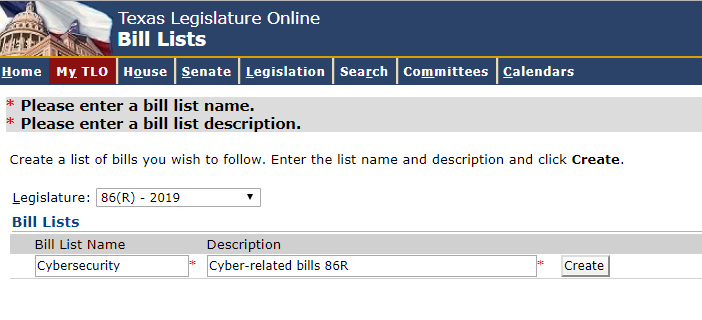 Texas Legislature Online
Bill Lists
Home My TLO House Senate Legislation Search Committees Calendars
* Please enter a bill list name.
* Please enter a bill list description.
Create a list of bills you wish to follow. Enter the list name and description and click Create.
Legislature: 86(R) - 2019
Bill Lists
Bill List Name Description
Cybersecurity * Cyber-related bills 86R * Create